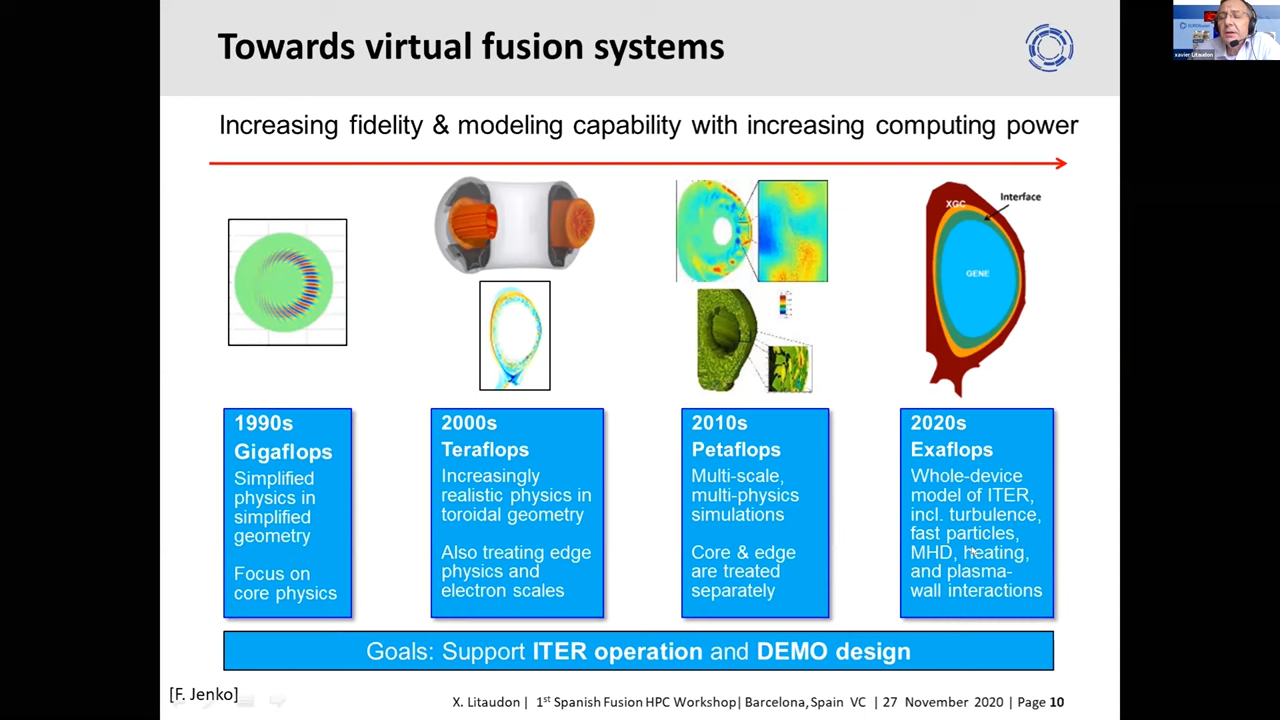 Towards virtual fusion systems
xavier Litaudon
Increasing fidelity & modeling capability with increasing computing power
XGC
Interface
GENE
1990s
Gigaflops
Simplified
physics in
simplified
geometry
Focus on
core physics
2000s
Teraflops
Increasingly
realistic physics in
toroidal geometry
Also treating edge
physics and
electron scales
2010s
Petaflops
Multi-scale,
multi-physics
simulations
Core & edge
are treated
separately
2020s
Exaflops
Whole-device
model of ITER,
incl. turbulence,
fast particles,
MHD, heating,
and plasma-
wall interactions
Goals: Support ITER operation and DEMO design
[F. Jenko]
X. Litaudon | 1st Spanish Fusion HPC Workshop| Barcelona, Spain VC | 27 November 2020 | Page 10